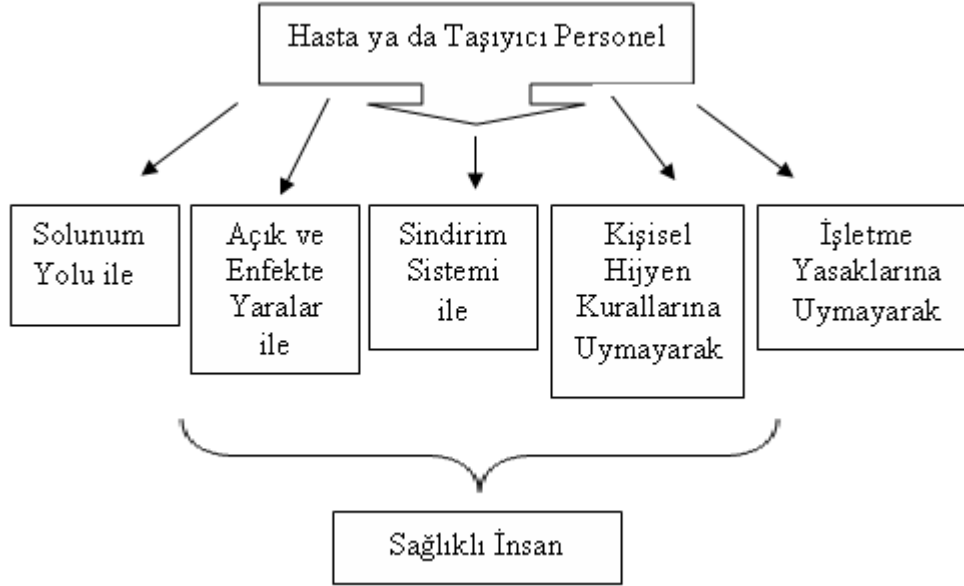 Hasta ya da Taşıyıcı Personel
Solunum
Yolu ile
Açık ve
Enfekte
Yaralar
ile
Sindirim
Sistemi
ile
Kişisel
Hijyen
Kurallarına
Uymayarak
İşletme
Yasaklarına
Uymayarak
Sağlıklı İnsan